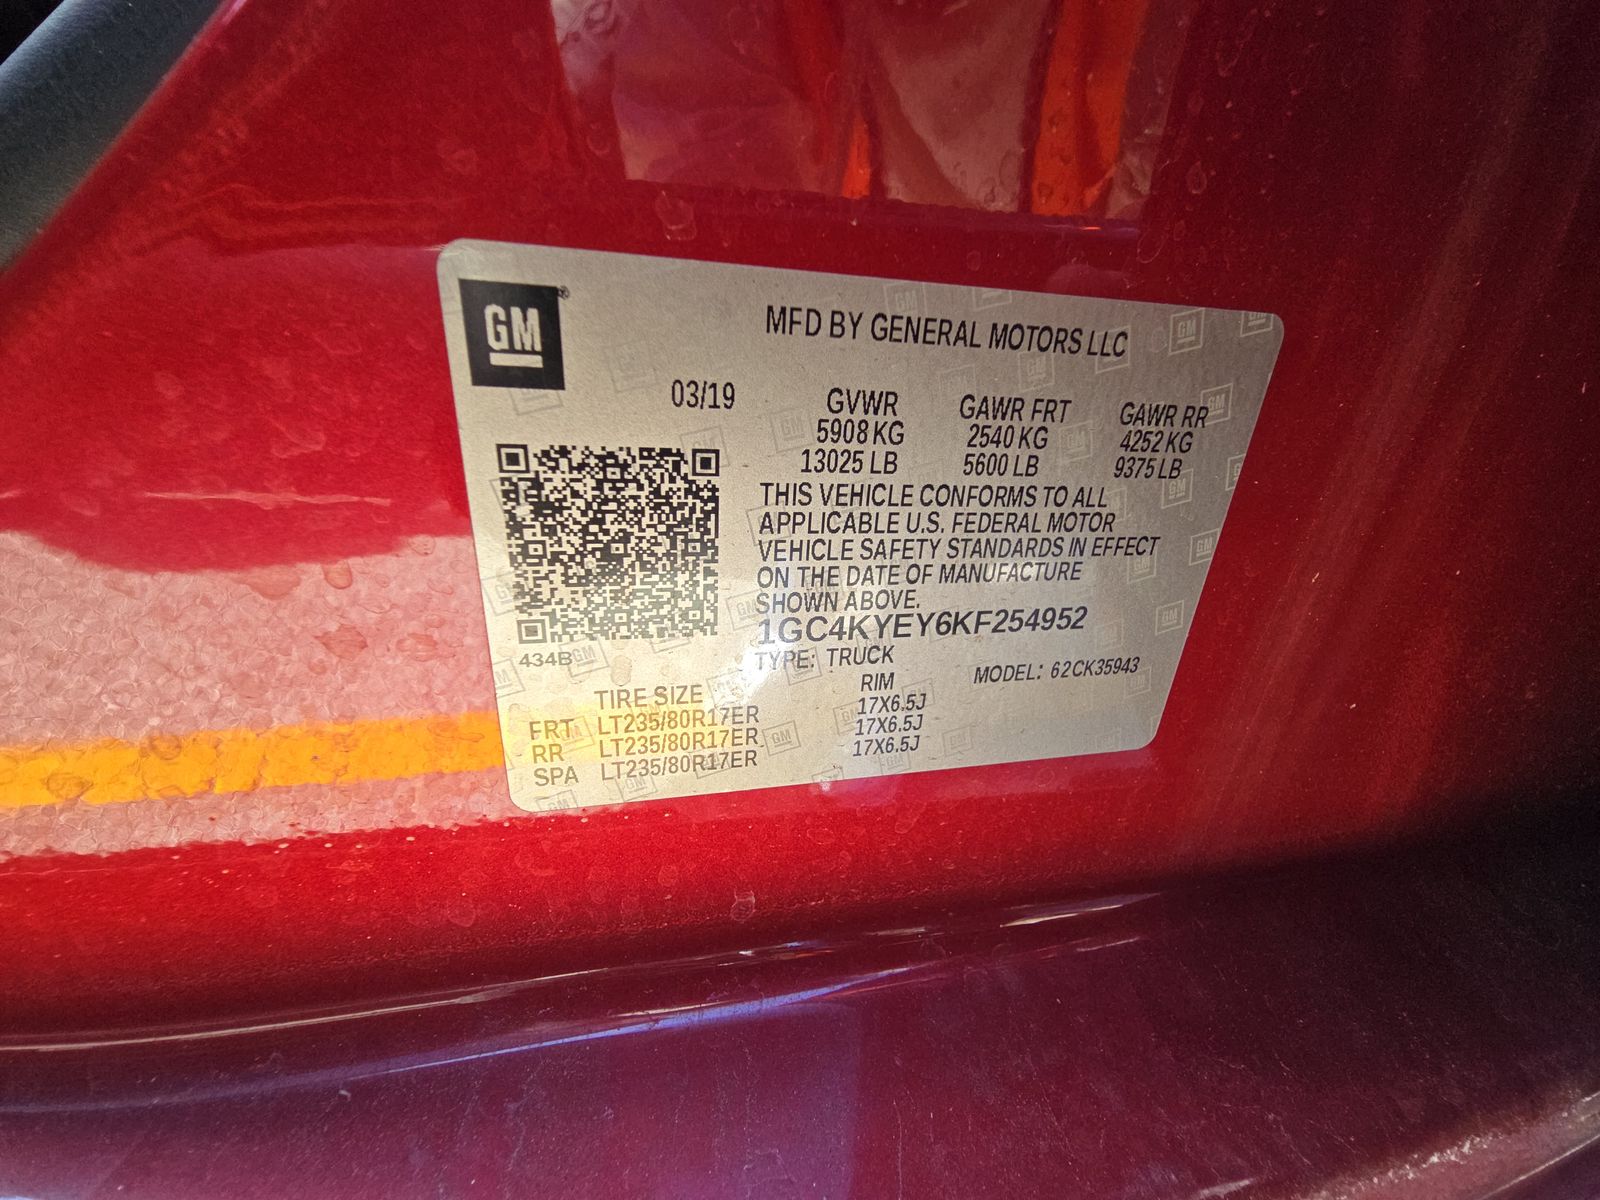 GM
MFD BY GENERAL MOTORS LLC
03/19 GVWR GAWR FRT GAWR RR
5908 KG 2540 KG 4252 KG
13025 LB 5600 LB 9375 LB
THIS VEHICLE CONFORMS TO ALL
APPLICABLE U.S. FEDERAL MOTOR
VEHICLE SAFETY STANDARDS IN EFFECT
ON THE DATE OF MANUFACTURE
SHOWN ABOVE.
1GC4KYEY6KF254952
434B TYPE: TRUCK MODEL: 62CK35943
TIRE SIZE RIM
FRT LT235/80R17ER 17X6.5J
RR LT235/80R17ER 17X6.5J
SPA LT235/80R17ER 17X6.5J